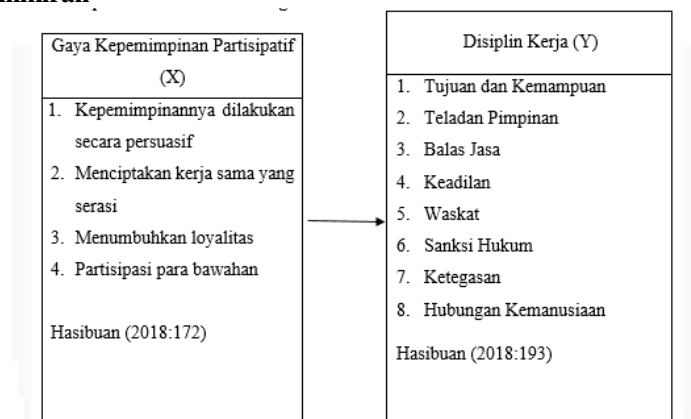 Gaya Kepemimpinan Partisipatif
(X)
1. Kepemimpinannya dilakukan
secara persuasif
2. Menciptakan kerja sama yang
serasi
3. Menumbuhkan loyalitas
4. Partisipasi para bawahan
Hasibuan (2018:172)
Disiplin Kerja (Y)
1. Tujuan dan Kemampuan
2. Teladan Pimpinan
3. Balas Jasa
4. Keadilan
5. Waskat
6. Sanksi Hukum
7. Ketegasan
8. Hubungan Kemanusiaan
Hasibuan (2018:193)